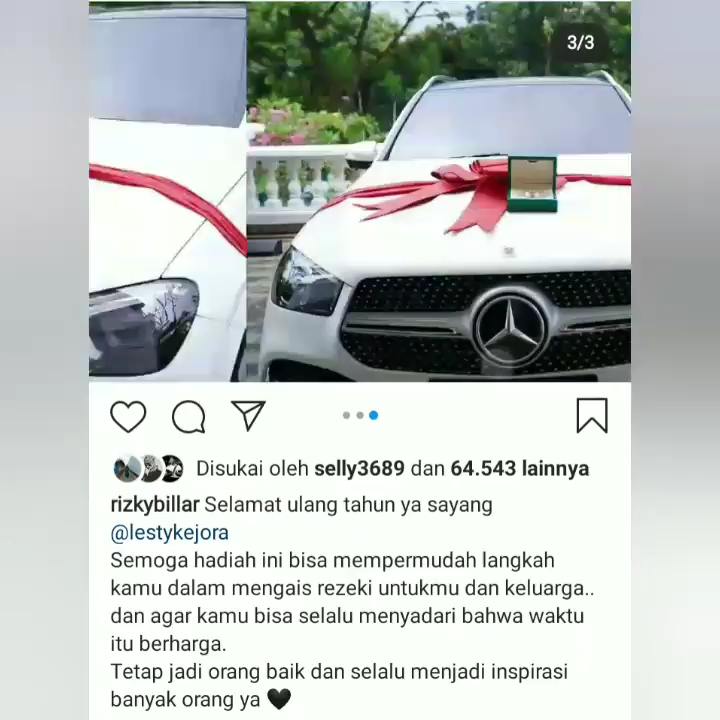 3/3
Disukai oleh selly3689 dan 64.543 lainnya
rizkybillar Selamat ulang tahun ya sayang
@lestykejora
Semoga hadiah ini bisa mempermudah langkah
kamu dalam mengais rezeki untukmu dan keluarga..
dan agar kamu bisa selalu menyadari bahwa waktu
itu berharga.
Tetap jadi orang baik dan selalu menjadi inspirasi
banyak orang ya 🖤